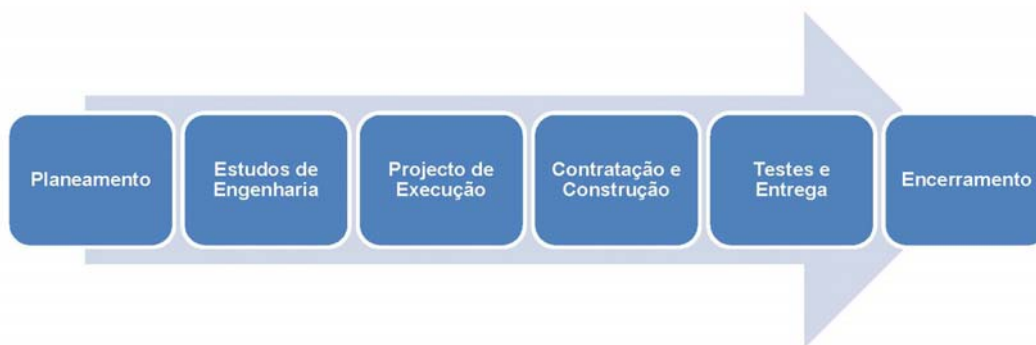 Planeamento
Estudos de
Engenharia
Projecto de
Execução
Contratação e
Construção
Testes e
Entrega
Encerramento